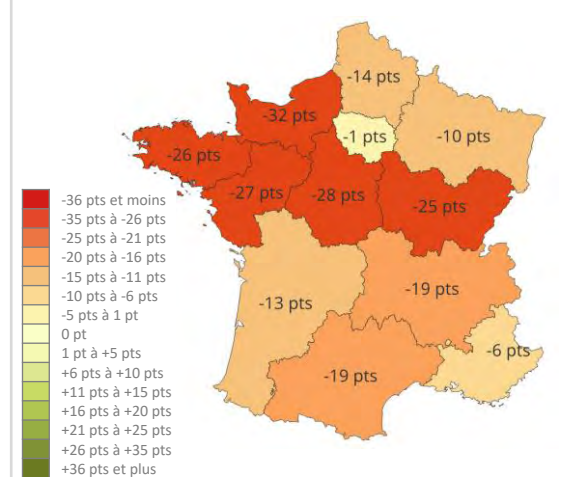 -14 pts
-32 pts
-1 pts
-10 pts
-26 pts
-27 pts
-28 pts
-25 pts
-13 pts
-19 pts
-19 pts
-6 pts
-36 pts et moins
-35 pts à -26 pts
-25 pts à -21 pts
-20 pts à -16 pts
-15 pts à -11 pts
-10 pts à -6 pts
-5 pts à 1 pt
0 pt
1 pt à +5 pts
+6 pts à +10 pts
+11 pts à +15 pts
+16 pts à +20 pts
+21 pts à +25 pts
+26 pts à +35 pts
+36 pts et plus